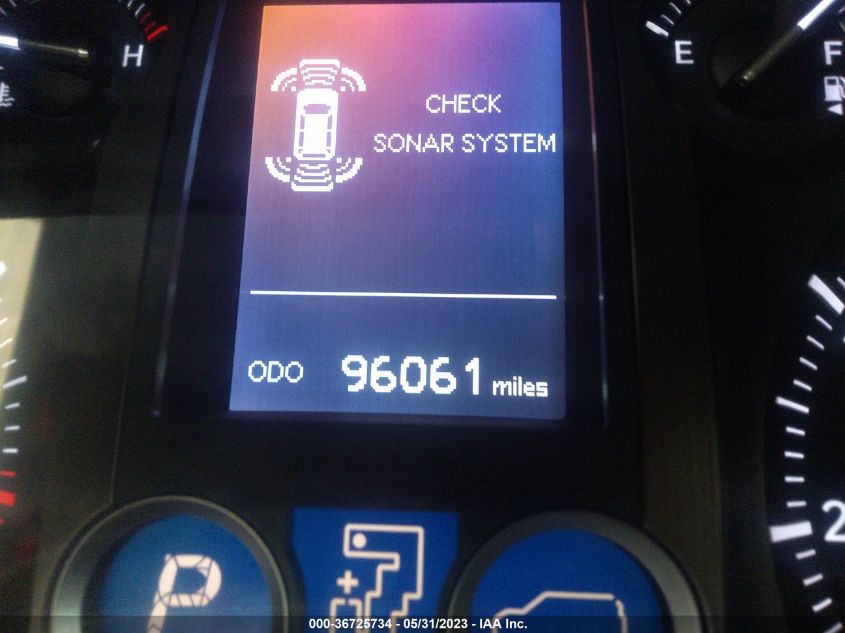 H
E
F
CHECK
SONAR SYSTEM
ODO 96061 miles
2
P
000-36725734 - 05/31/2023 - IAA Inc.